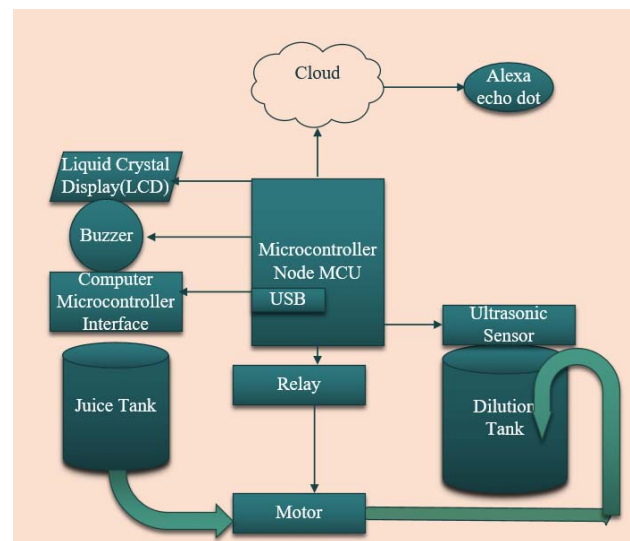 Cloud
Alexa
echo dot
Liquid Crystal
Display(LCD)
Buzzer
Computer
Microcontroller
Interface
Microcontroller
Node MCU
USB
Ultrasonic
Sensor
Relay
Juice Tank
Dilution
Tank
Motor